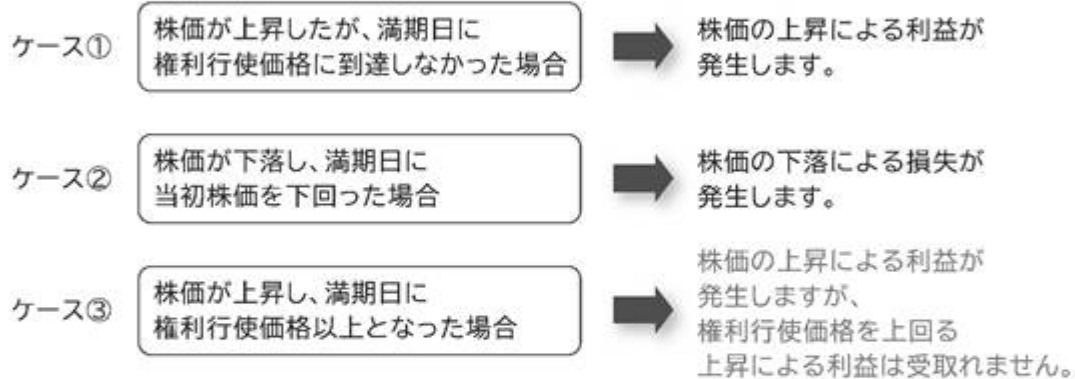 ケース①
株価が上昇したが、満期日に
権利行使価格に到達しなかった場合
株価の上昇による利益が
発生します。
ケース②
株価が下落し、満期日に
当初株価を下回った場合
株価の下落による損失が
発生します。
ケース③
株価が上昇し、満期日に
権利行使価格以上となった場合
株価の上昇による利益が
発生しますが、
権利行使価格を上回る
上昇による利益は受取れません。